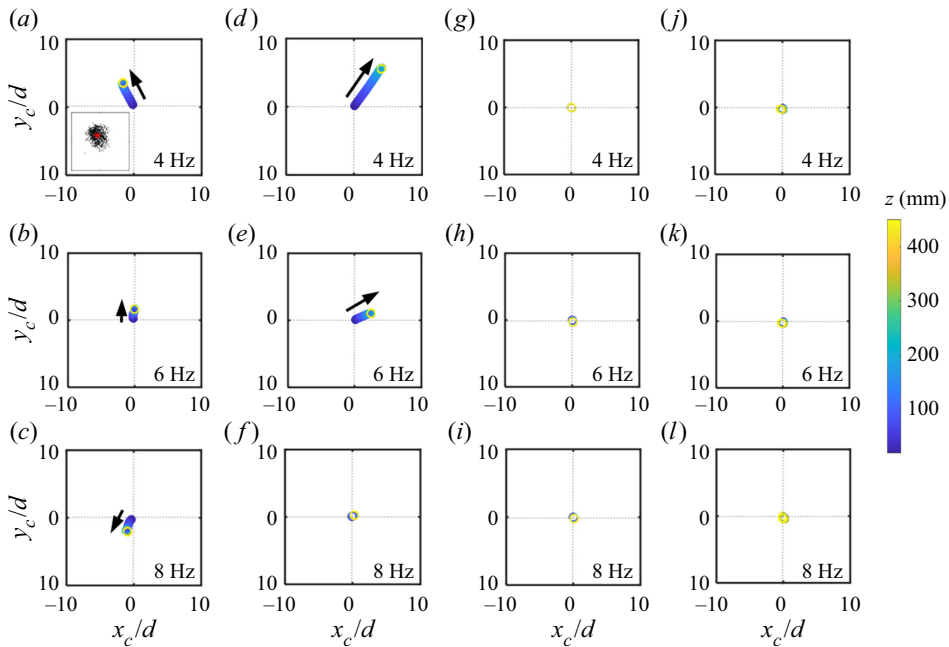 (a) (d) (g) (j)
10 10 10 10
y_c/d 0 0 0 0
4 Hz 4 Hz 4 Hz 4 Hz
10 10 10 10
–10 0 10 –10 0 10 –10 0 10 –10 0 10
z (mm)
(b) (e) (h) (k)
400
10 10 10 10
300
y_c/d 0 0 0 0
200
6 Hz 6 Hz 6 Hz 6 Hz
10 10 10 10
100
–10 0 10 –10 0 10 –10 0 10 –10 0 10
(c) (f) (i) (l)
10 10 10 10
y_c/d 0 0 0 0
8 Hz 8 Hz 8 Hz 8 Hz
10 10 10 10
–10 0 10 –10 0 10 –10 0 10 –10 0 10
x_c/d x_c/d x_c/d x_c/d